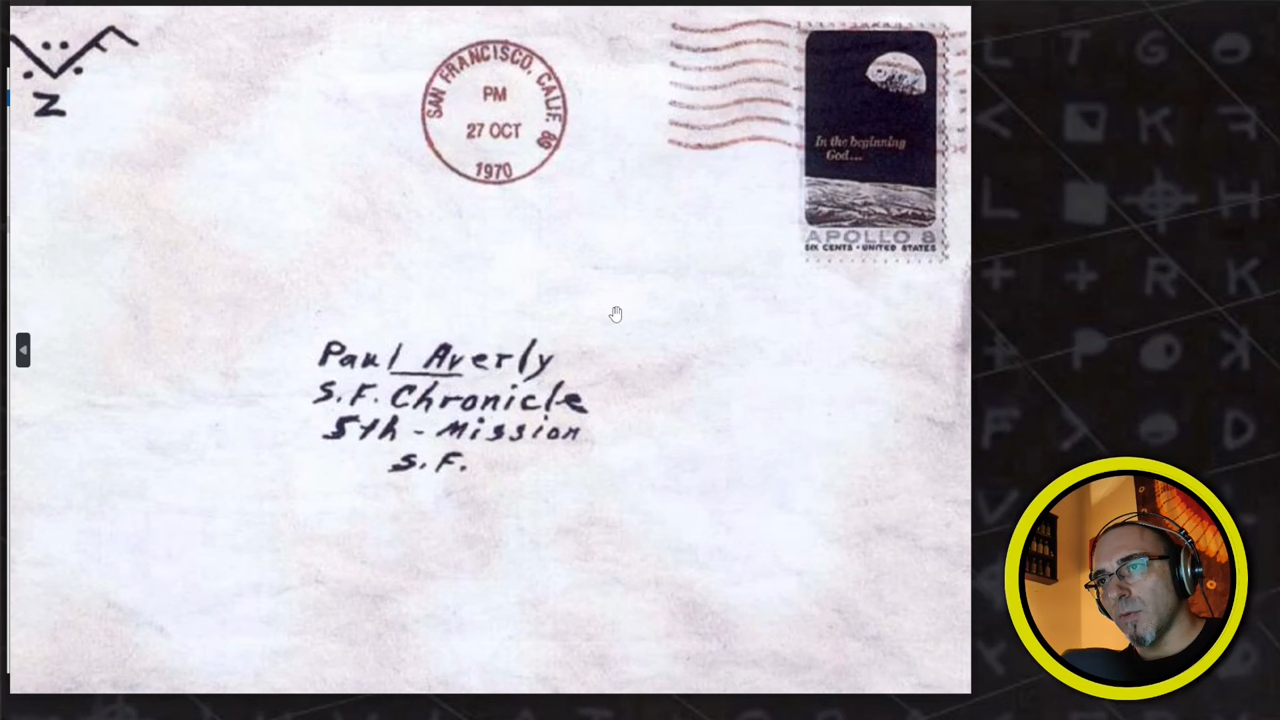 SAN FRANCISCO, CALIF. 69
PM
27 OCT
1970
In the beginning
God...
APOLLO 8
SIX CENTS • UNITED STATES
Z
Paul Averly
S.F. Chronicle
5th - Mission
S.F.
L T G
K
L H
+ + R K
P
F D